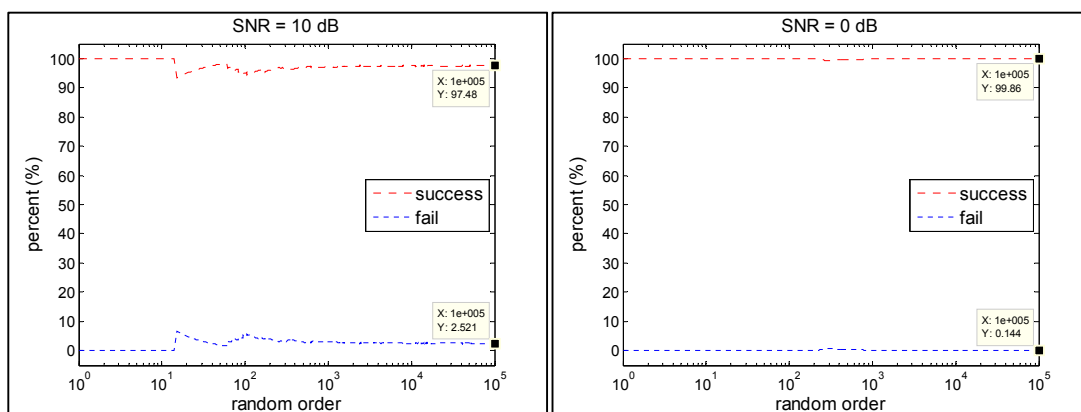 SNR = 10 dB
100
90
80
70
60
50
40
30
20
10
0
percent (%)
X: 1e+005
Y: 97.48
success
fail
X: 1e+005
Y: 2.521
10^0
10^1
10^2
10^3
10^4
10^5
random order
SNR = 0 dB
100
90
80
70
60
50
40
30
20
10
0
percent (%)
X: 1e+005
Y: 99.86
success
fail
X: 1e+005
Y: 0.144
10^0
10^1
10^2
10^3
10^4
10^5
random order